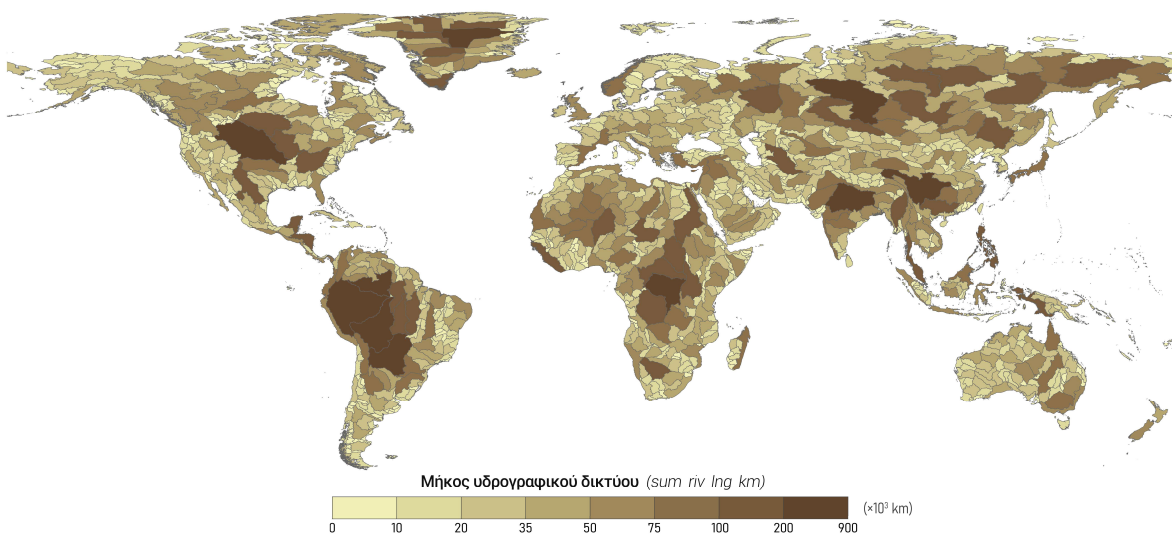 Μήκος υδρογραφικού δικτύου (sum riv lng km)
0 10 20 35 50 75 100 200 900 (×10³ km)